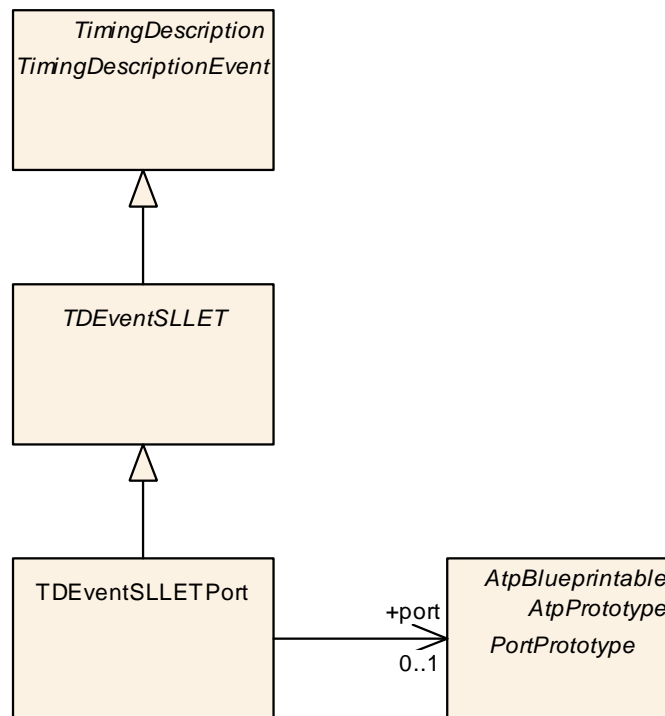 TimingDescription
TimingDescriptionEvent
TDEventSLLET
TDEventSLLETPort
+port
0..1
AtpBlueprintable
AtpPrototype
PortPrototype